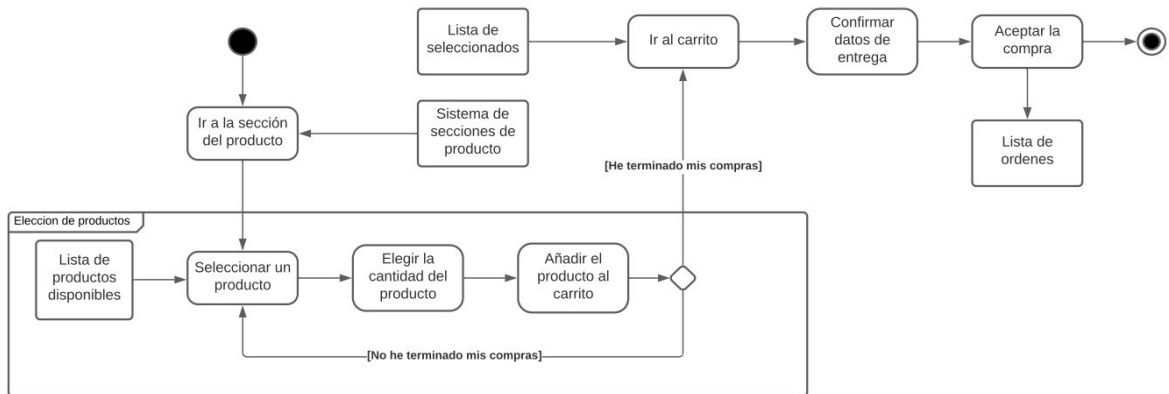 Lista de
seleccionados
Ir al carrito
Confirmar
datos de
entrega
Aceptar la
compra
Ir a la sección
del producto
Sistema de
secciones de
producto
Lista de
ordenes
[He terminado mis compras]
Eleccion de productos
Lista de
productos
disponibles
Seleccionar un
producto
Elegir la
cantidad del
producto
Añadir el
producto al
carrito
[No he terminado mis compras]